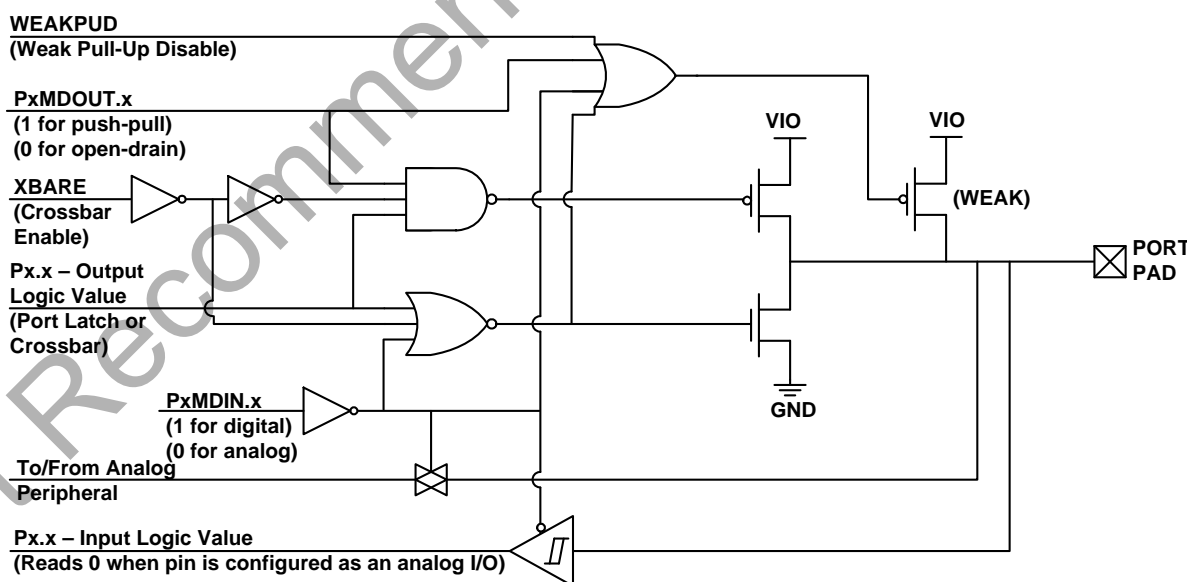 WEAKPUD
(Weak Pull-Up Disable)
PxMDOUT.x
(1 for push-pull)
(0 for open-drain)
XBARE
(Crossbar
Enable)
Px.x – Output
Logic Value
(Port Latch or
Crossbar)
PxMDIN.x
(1 for digital)
(0 for analog)
To/From Analog
Peripheral
Px.x – Input Logic Value
(Reads 0 when pin is configured as an analog I/O)
VIO
VIO
(WEAK)
GND
PORT
PAD
Recommen